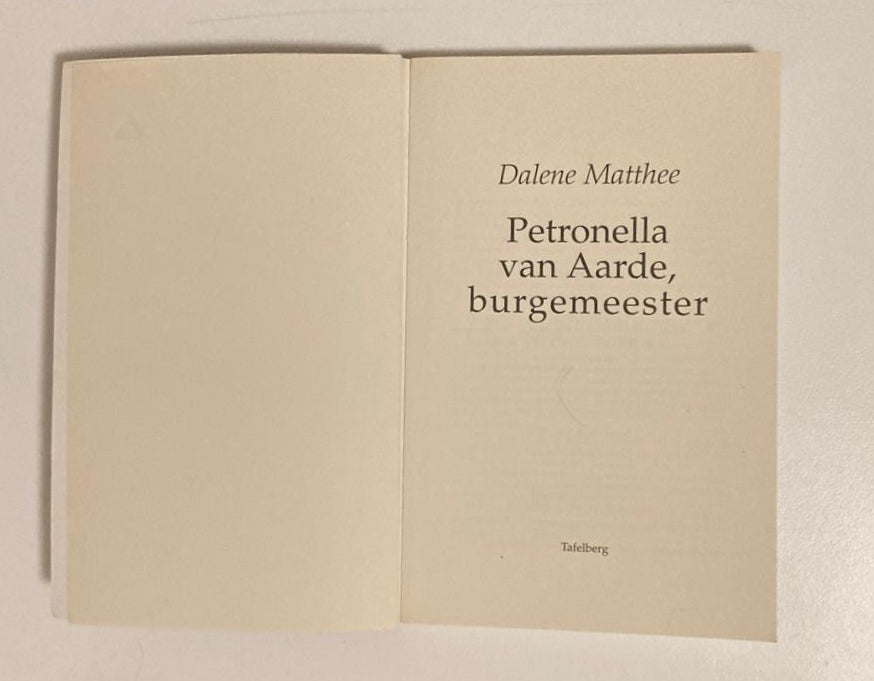 Dalene Matthee
Petronella
van Aarde,
burgemeester
Tafelberg